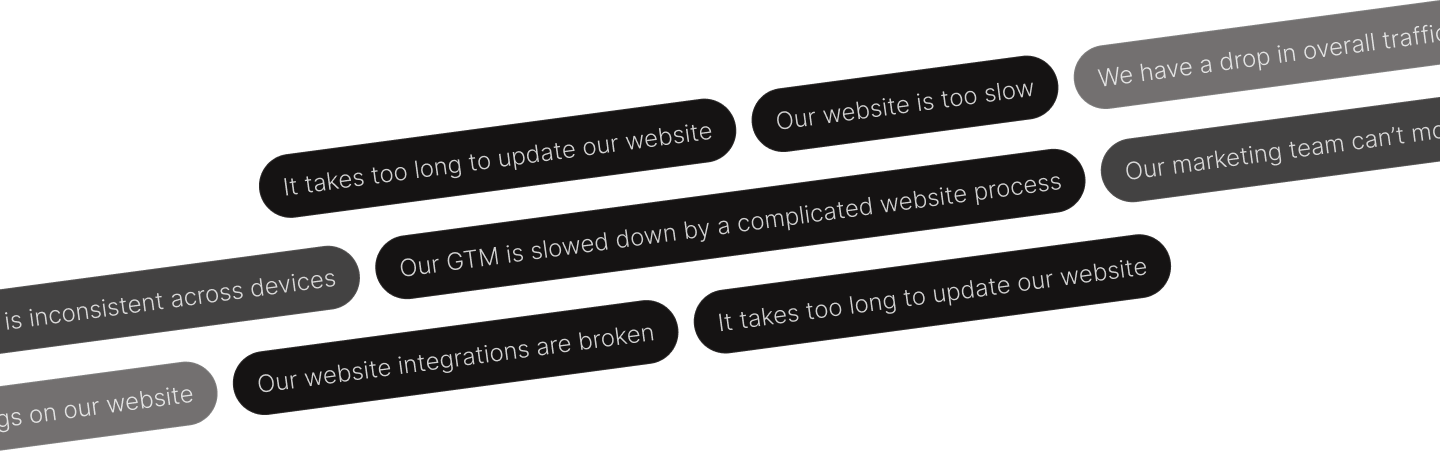 It takes too long to update our website
Our website is too slow
We have a drop in overall traffic
is inconsistent across devices
Our GTM is slowed down by a complicated website process
Our marketing team can’t
on our website
Our website integrations are broken
It takes too long to update our website